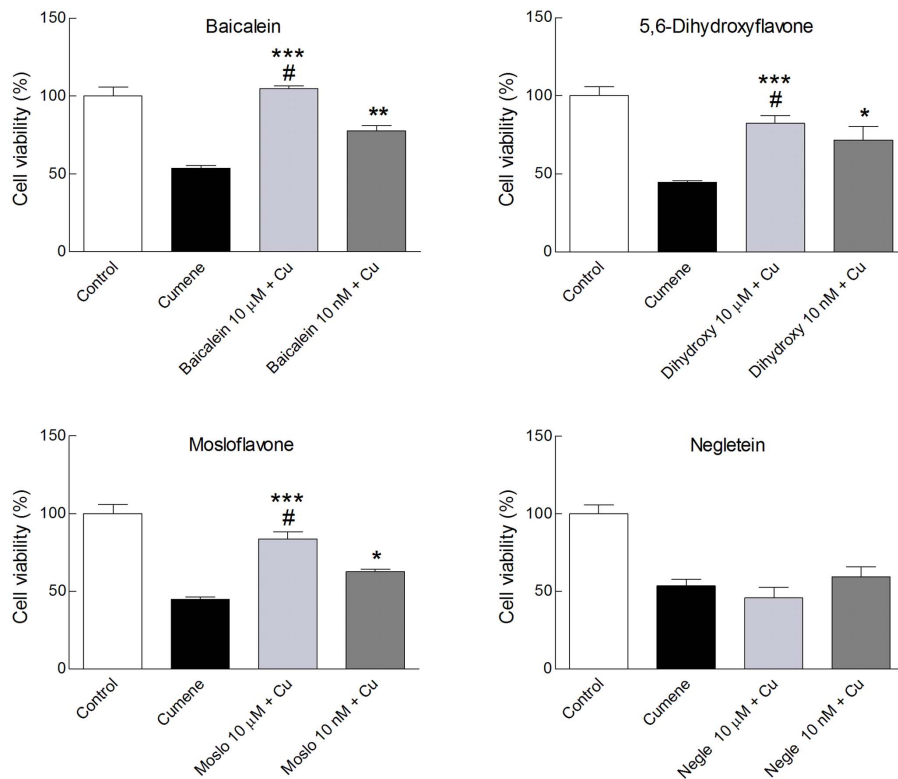 Baicalein
150
100
50
0
Cell viability (%)
***
#
**
Control
Cumene
Baicalein 10 μM + Cu
Baicalein 10 nM + Cu
5,6-Dihydroxyflavone
150
100
50
0
Cell viability (%)
***
#
*
Control
Cumene
Dihydroxy 10 μM + Cu
Dihydroxy 10 nM + Cu
Mosloflavone
150
100
50
0
Cell viability (%)
***
#
*
Control
Cumene
Moslo 10 μM + Cu
Moslo 10 nM + Cu
Negletein
150
100
50
0
Cell viability (%)
Control
Cumene
Negle 10 μM + Cu
Negle 10 nM + Cu